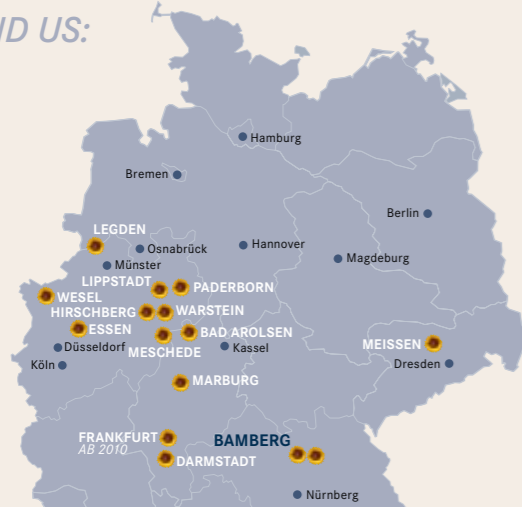 ND US:
Hamburg
Bremen
Berlin
LEGDEN
Osnabrück
Hannover
Magdeburg
Münster
LIPPSTADT
PADERBORN
WESEL
HIRSCHBERG
WARSTEIN
ESSEN
BAD AROLSEN
MEISSEN
Düsseldorf
MESCHEDE
Kassel
Dresden
Köln
MARBURG
FRANKFURT
AB 2010
BAMBERG
DARMSTADT
Nürnberg